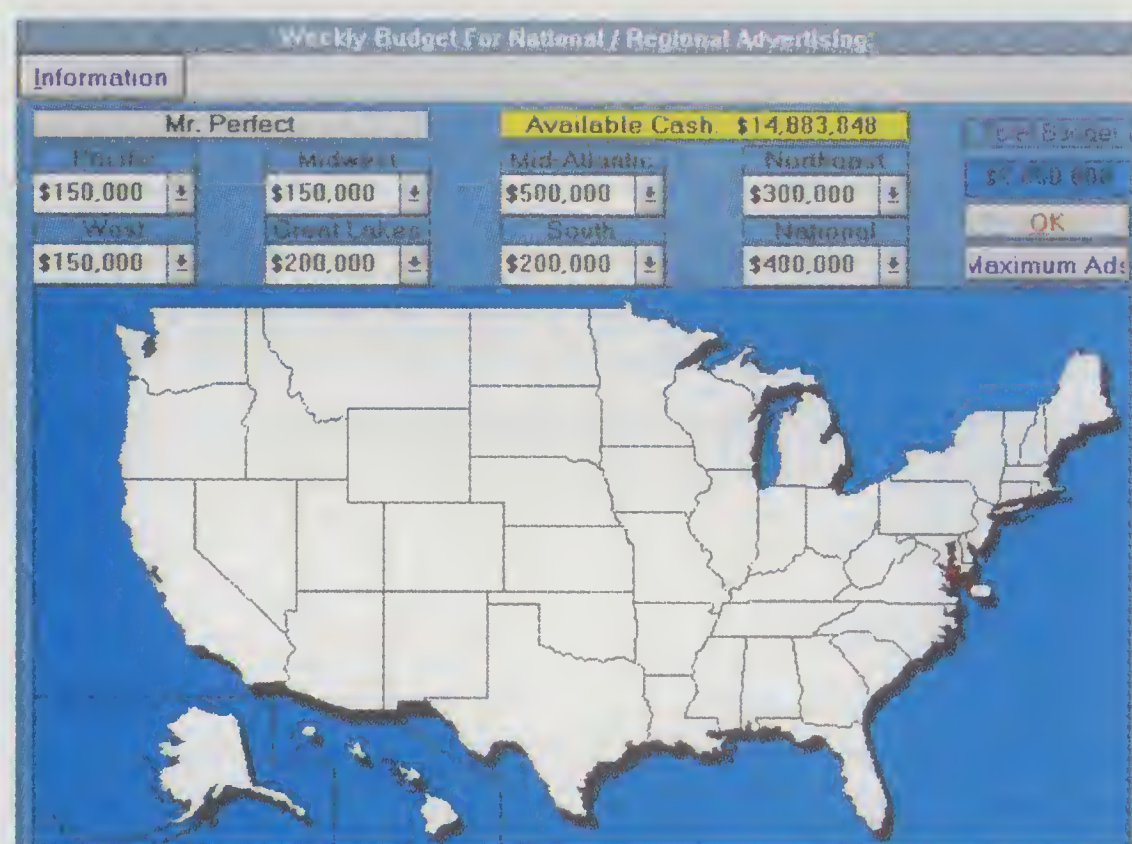 Weekly Budget For National / Regional Advertising
Information
Mr. Perfect
Available Cash. $14,883,848
Pacific
Midwest
Mid-Atlantic
Northeast
Budget
$150,000
$150,000
$500,000
$300,000
West
Great Lakes
South
National
OK
$150,000
$200,000
$200,000
$400,000
Maximum Ads